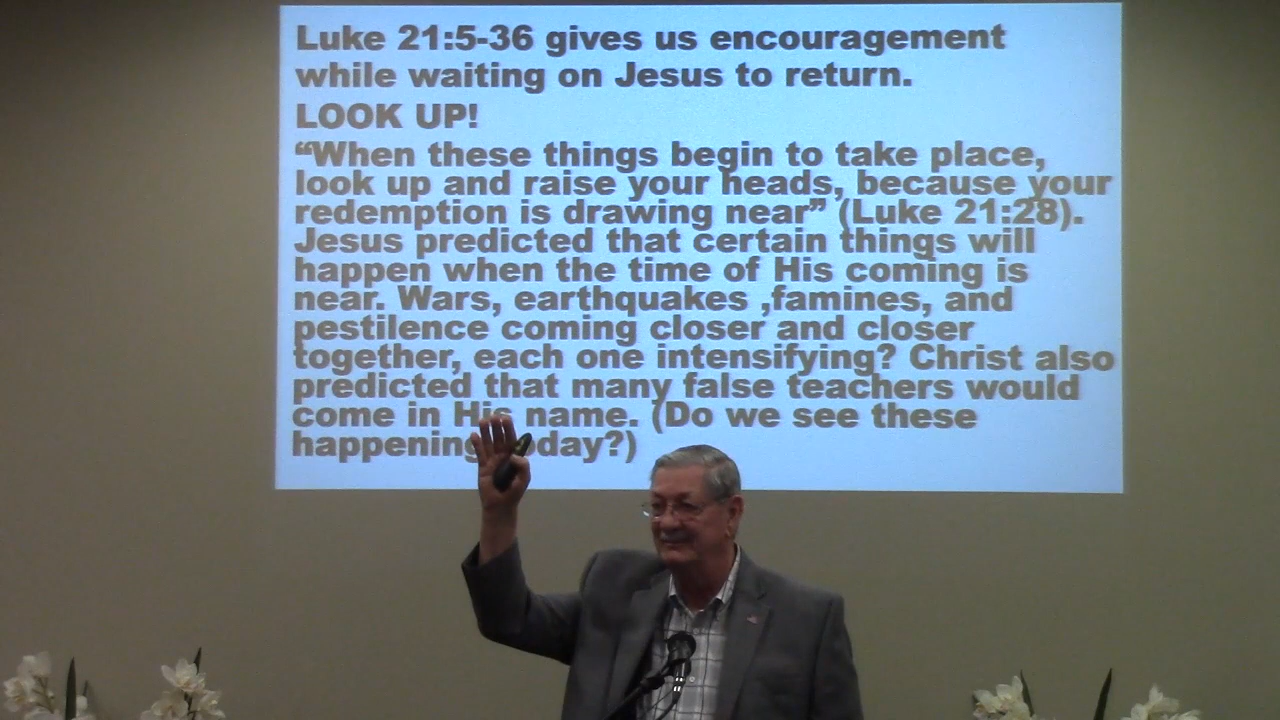 Luke 21:5-36 gives us encouragement
while waiting on Jesus to return.
LOOK UP!
“When these things begin to take place,
look up and raise your heads, because your
redemption is drawing near” (Luke 21:28).
Jesus predicted that certain things will
happen when the time of His coming is
near. Wars, earthquakes ,famines, and
pestilence coming closer and closer
together, each one intensifying? Christ also
predicted that many false teachers would
come in His name. (Do we see these
happening today?)